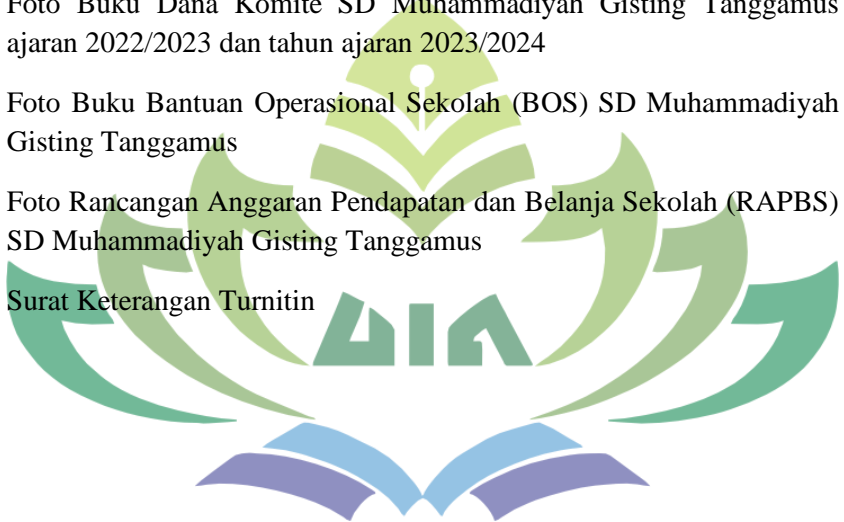 Foto Buku Dana Komite SD Muhammadiyah Gisting Tanggamus
ajaran 2022/2023 dan tahun ajaran 2023/2024
Foto Buku Bantuan Operasional Sekolah (BOS) SD Muhammadiyah
Gisting Tanggamus
Foto Rancangan Anggaran Pendapatan dan Belanja Sekolah (RAPBS)
SD Muhammadiyah Gisting Tanggamus
Surat Keterangan Turnitin
UIN